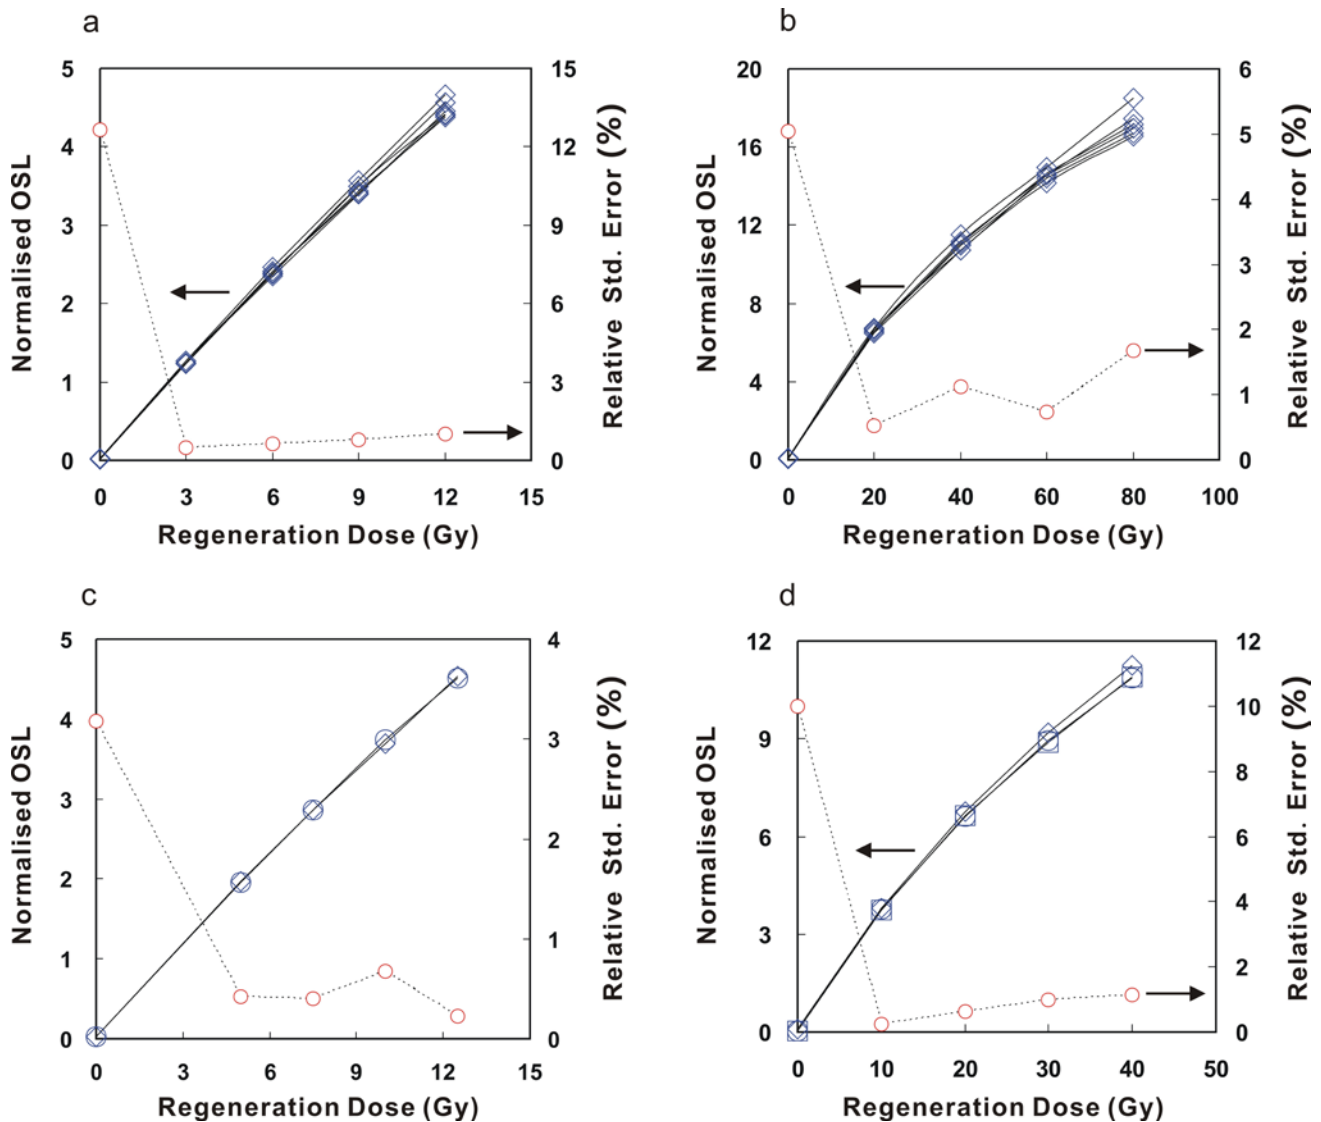 a
5
4
3
2
1
0
Normalised OSL
15
12
9
6
3
0
Relative Std. Error (%)
0 3 6 9 12 15
Regeneration Dose (Gy)
b
20
16
12
8
4
0
Normalised OSL
6
5
4
3
2
1
0
Relative Std. Error (%)
0 20 40 60 80 100
Regeneration Dose (Gy)
c
5
4
3
2
1
0
Normalised OSL
4
3
2
1
0
Relative Std. Error (%)
0 3 6 9 12 15
Regeneration Dose (Gy)
d
12
9
6
3
0
Normalised OSL
12
10
8
6
4
2
0
Relative Std. Error (%)
0 10 20 30 40 50
Regeneration Dose (Gy)